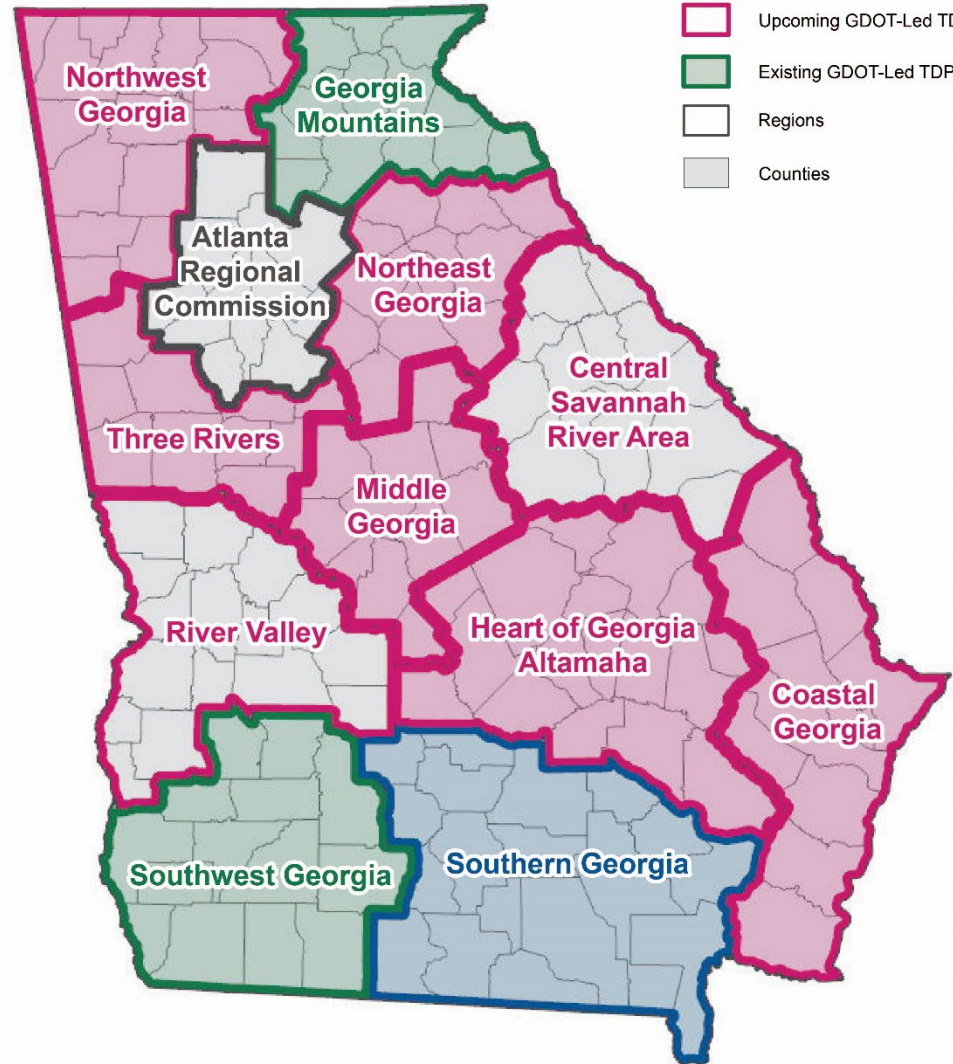 Upcoming GDOT-Led
Existing GDOT-Led TDP
Regions
Counties
Northwest
Georgia
Georgia
Mountains
Atlanta
Regional
Commission
Northeast
Georgia
Central
Savannah
River Area
Three Rivers
Middle
Georgia
River Valley
Heart of Georgia
Altamaha
Coastal
Georgia
Southwest Georgia
Southern Georgia